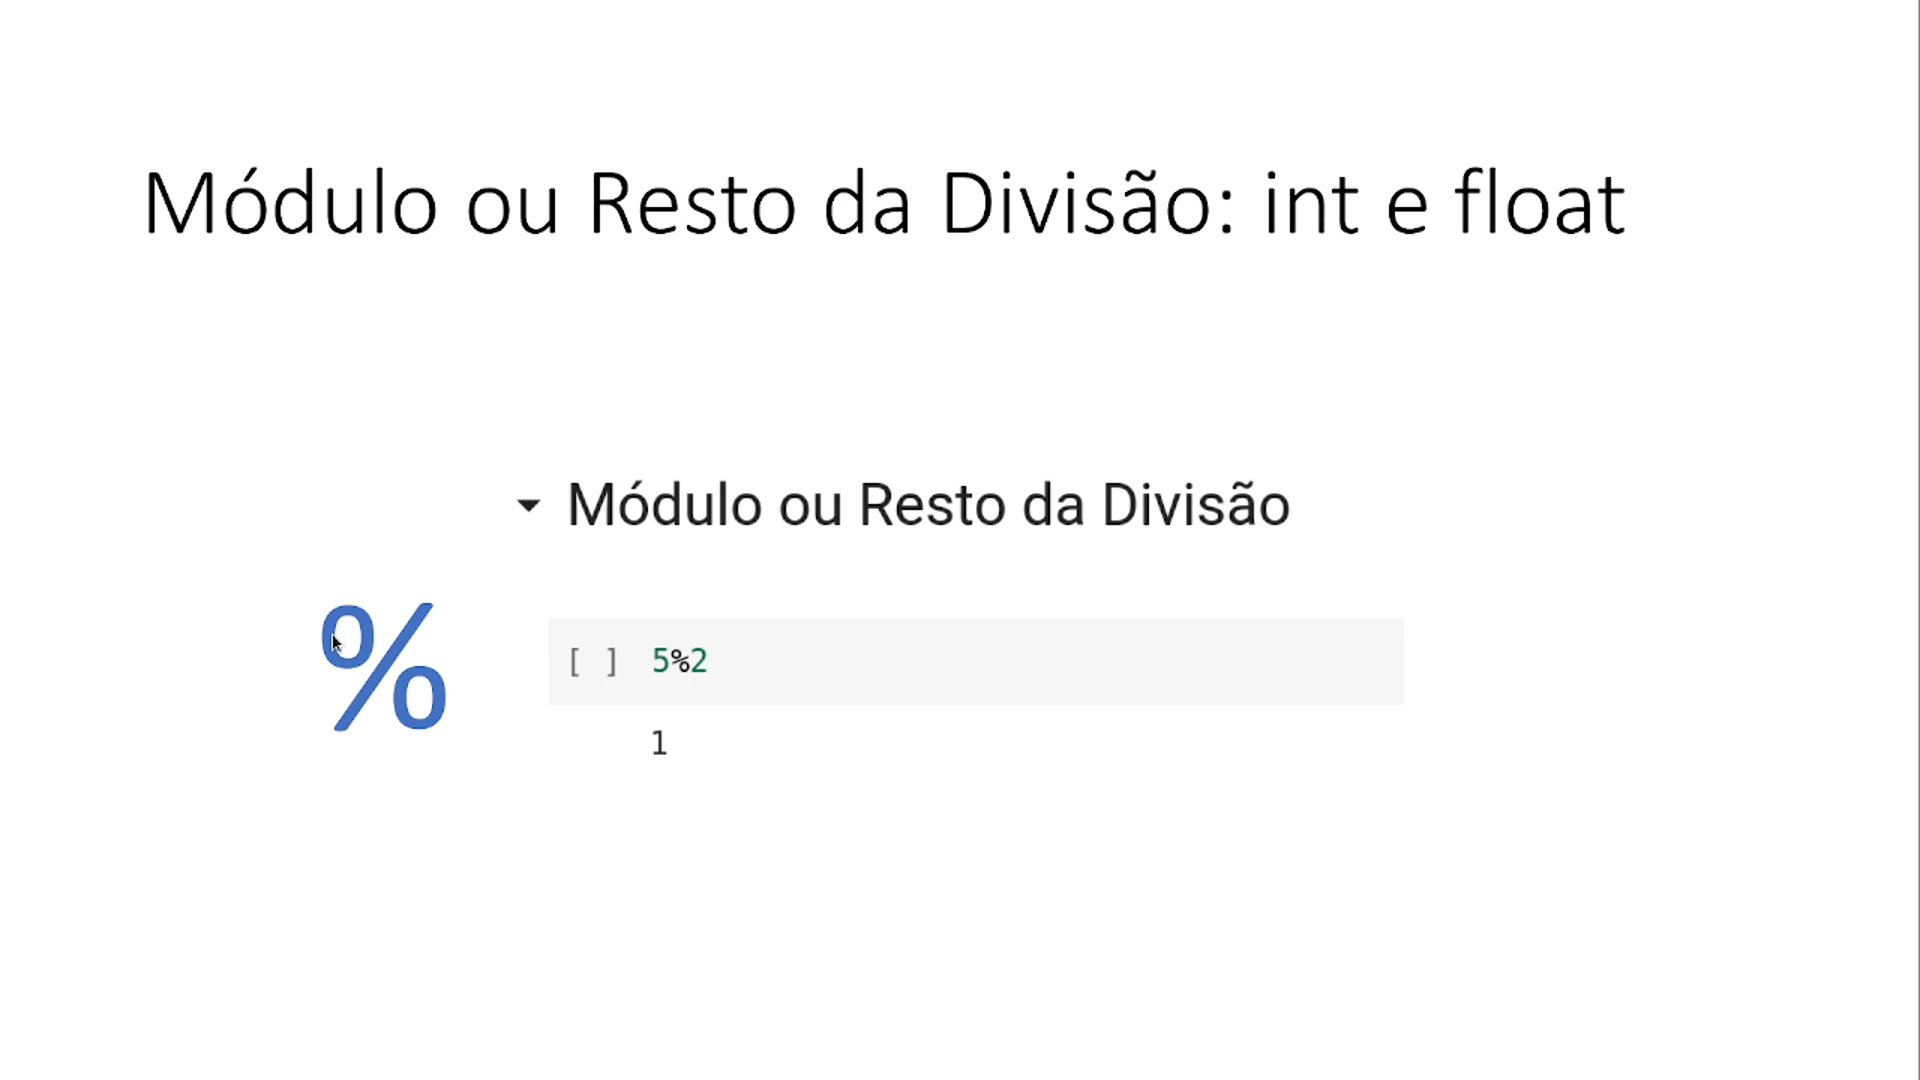 Módulo ou Resto da Divisão: int e float
Módulo ou Resto da Divisão
%
[ ] 5%2
1